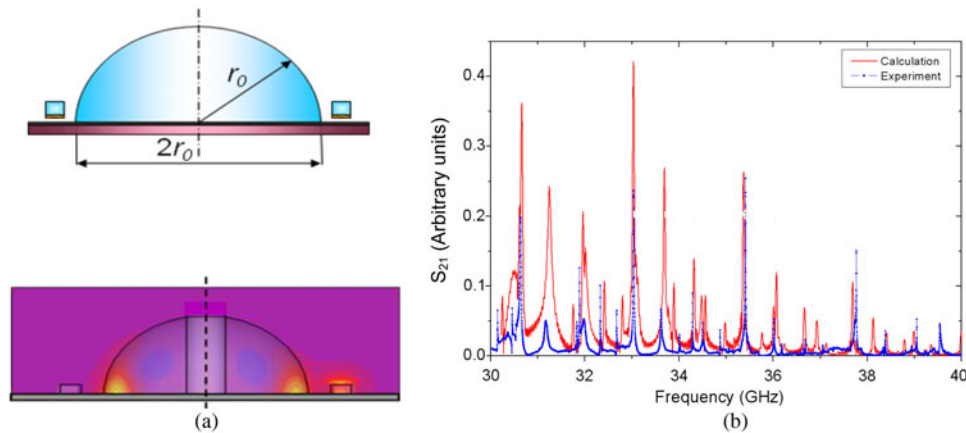 r₀
2r₀
(a)
S₂₁ (Arbitrary units)
0.4
0.3
0.2
0.1
0.0
Calculation
Experiment
30 32 34 36 38 40
Frequency (GHz)
(b)